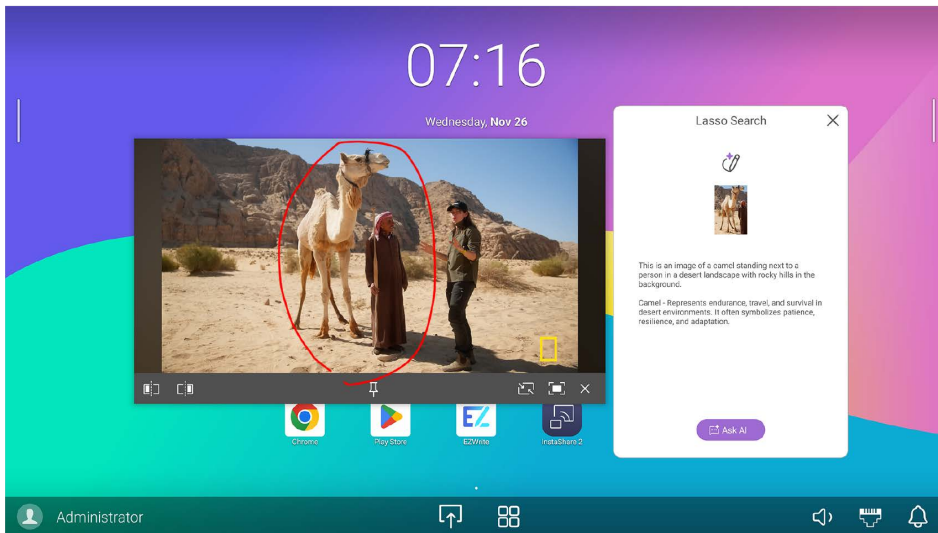 07:16
Wednesday, Nov 26
Lasso Search
This is an image of a camel standing next to a
person in a desert landscape with rocky hills in the
background.
Camel - Represents endurance, travel, and survival in
desert environments. It often symbolizes patience,
resilience, and adaptation.
Ask AI
EZ
Chrome
Play Store
EZWrite
InstaShare 2
Administrator